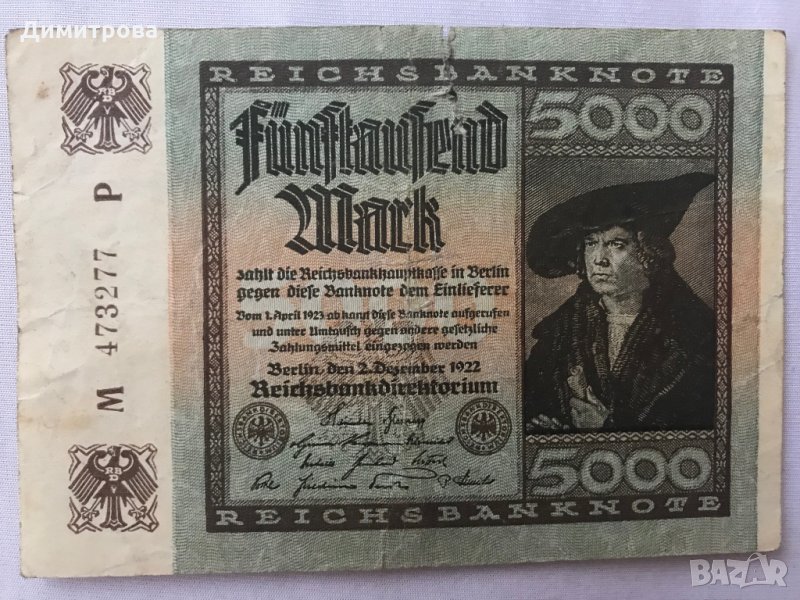 Димитрова
REICHSBANKNOTE
Fünftausend
Mark
zahlt die Reichsbankhauptkasse in Berlin
gegen diese Banknote dem Einlieferer
Vom 1. April 1923 ab kann diese Banknote aufgerufen
und unter Umtausch gegen andere gesetzliche
Zahlungsmittel eingezogen werden
Berlin, den 2. Dezember 1922
Reichsbankdirektorium
5000
5000
REICHSBANKNOTE
M 473277 P
BAZAR